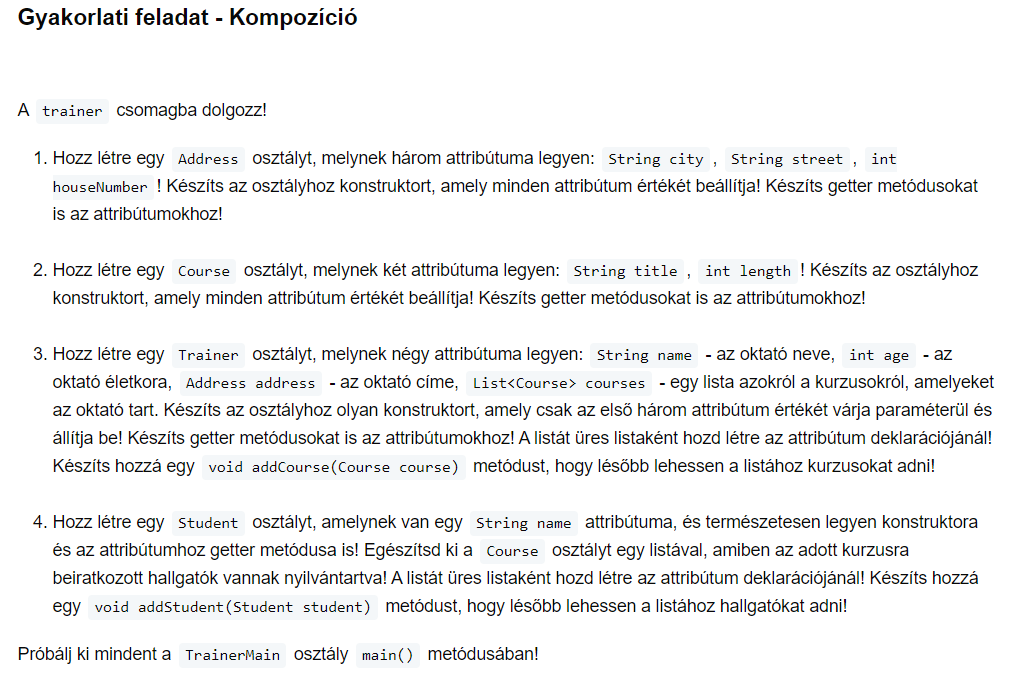 Gyakorlati feladat - Kompozíció
A trainer csomagba dolgozz!
1. Hozz létre egy Address osztályt, melynek három attribútuma legyen: String city , String street , int
houseNumber ! Készíts az osztályhoz konstruktort, amely minden attribútum értékét beállítja! Készíts getter metódusokat
is az attribútumokhoz!
2. Hozz létre egy Course osztályt, melynek két attribútuma legyen: String title , int length ! Készíts az osztályhoz
konstruktort, amely minden attribútum értékét beállítja! Készíts getter metódusokat is az attribútumokhoz!
3. Hozz létre egy Trainer osztályt, melynek négy attribútuma legyen: String name - az oktató neve, int age - az
oktató életkora, Address address - az oktató címe, List<Course> courses - egy lista azokról a kurzusokról, amelyeket
az oktató tart. Készíts az osztályhoz olyan konstruktort, amely csak az első három attribútum értékét várja paraméterül és
állítja be! Készíts getter metódusokat is az attribútumokhoz! A listát üres listaként hozd létre az attribútum deklarációjánál!
Készíts hozzá egy void addCourse(Course course) metódust, hogy lésőbb lehessen a listához kurzusokat adni!
4. Hozz létre egy Student osztályt, amelynek van egy String name attribútuma, és természetesen legyen konstruktora
és az attribútumhoz getter metódusa is! Egészítsd ki a Course osztályt egy listával, amiben az adott kurzusra
beiratkozott hallgatók vannak nyilvántartva! A listát üres listaként hozd létre az attribútum deklarációjánál! Készíts hozzá
egy void addStudent(Student student) metódust, hogy lésőbb lehessen a listához hallgatókat adni!
Próbálj ki mindent a TrainerMain osztály main() metódusában!